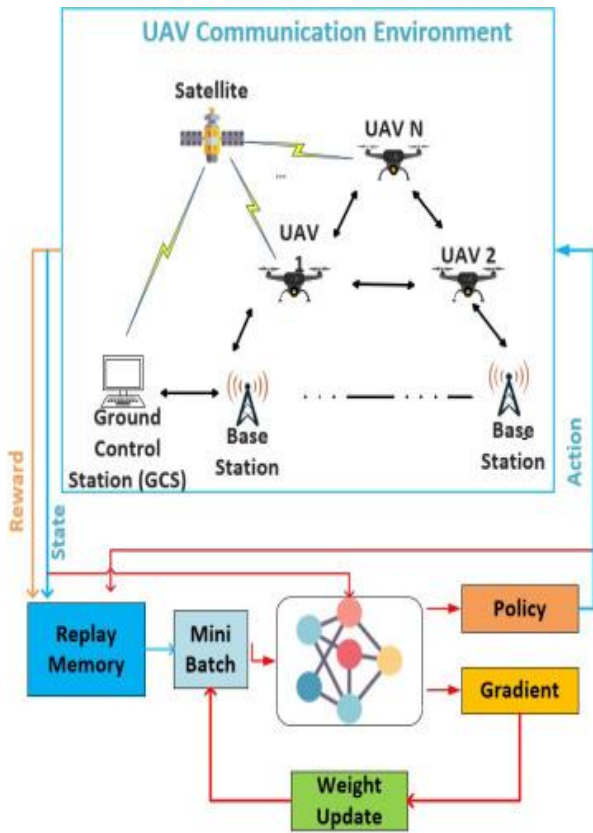 UAV Communication Environment
Satellite
UAV N
...
UAV
1
UAV 2
Ground
Control
Station (GCS)
Base
Station
Base
Station
Reward
State
Action
Replay
Memory
Mini
Batch
Policy
Gradient
Weight
Update